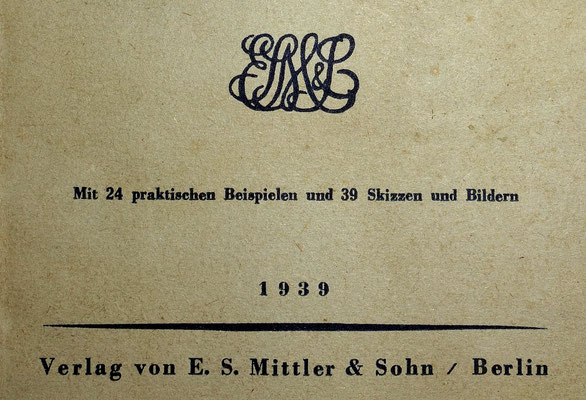 Mit 24 praktischen Beispielen und 39 Skizzen und Bildern
1939
Verlag von E. S. Mittler & Sohn / Berlin